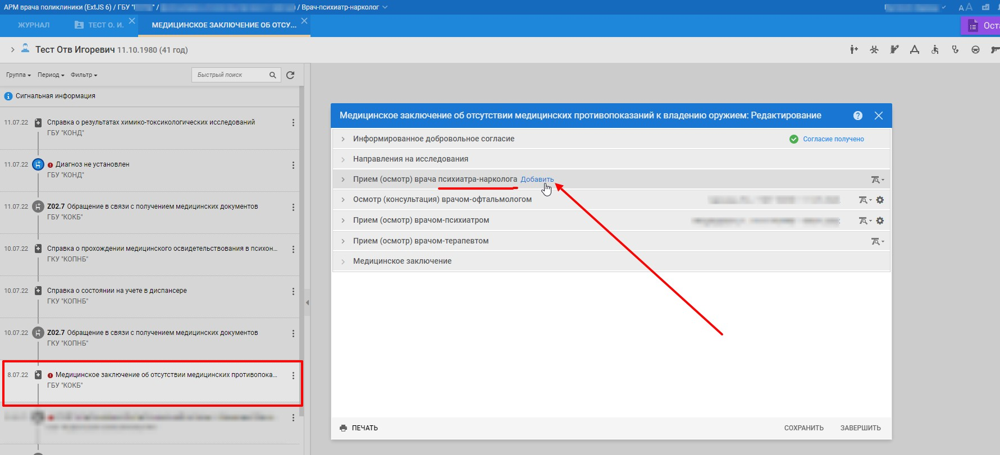 АРМ врача поликлиники (ExtJS 6) / ГБУ " " / ) / Врач-психиатр-нарколог
A A
ЖУРНАЛ
ТЕСТ О. И.
МЕДИЦИНСКОЕ ЗАКЛЮЧЕНИЕ ОБ ОТСУ...
Тест Отв Игоревич 11.10.1980 (41 год)
Группа Период Фильтр Быстрый поиск
Сигнальная информация
11.07.22 Справка о результатах химико-токсикологических исследований
ГБУ "КОНД"
11.07.22 Диагноз не установлен
ГБУ "КОНД"
11.07.22 Z02.7 Обращение в связи с получением медицинских документов
ГБУ "КОКБ"
10.07.22 Справка о прохождении медицинского освидетельствования в психон...
ГКУ "КОПНБ"
10.07.22 Справка о состоянии на учете в диспансере
ГКУ "КОПНБ"
10.07.22 Z02.7 Обращение в связи с получением медицинских документов
ГКУ "КОПНБ"
8.07.22 Медицинское заключение об отсутствии медицинских противопока...
ГБУ "КОКБ"
Медицинское заключение об отсутствии медицинских противопоказаний к владению оружием: Редактирование
Информированное добровольное согласие Согласие получено
Направления на исследования
Прием (осмотр) врача психиатра-нарколога Добавить
Осмотр (консультация) врачом-офтальмологом
Прием (осмотр) врачом-психиатром
Прием (осмотр) врачом-терапевтом
Медицинское заключение
ПЕЧАТЬ СОХРАНИТЬ ЗАВЕРШИТЬ